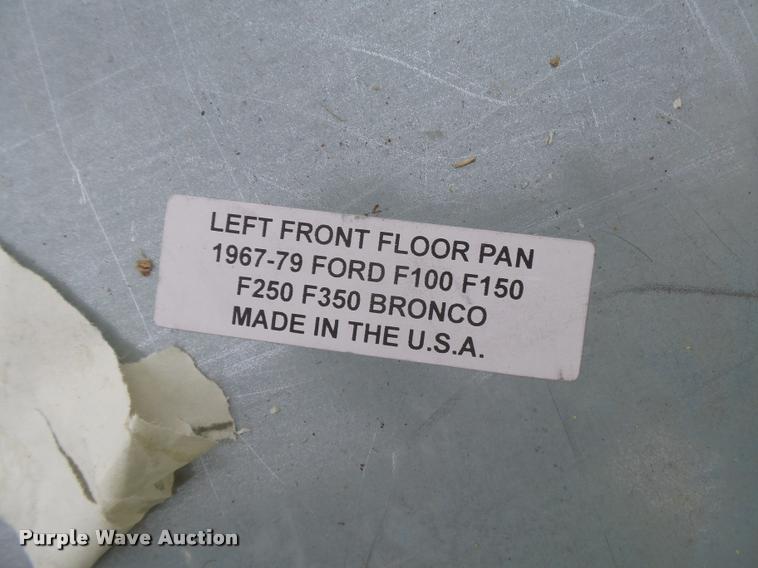 LEFT FRONT FLOOR PAN
1967-79 FORD F100 F150
F250 F350 BRONCO
MADE IN THE U.S.A.
Purple Wave Auction